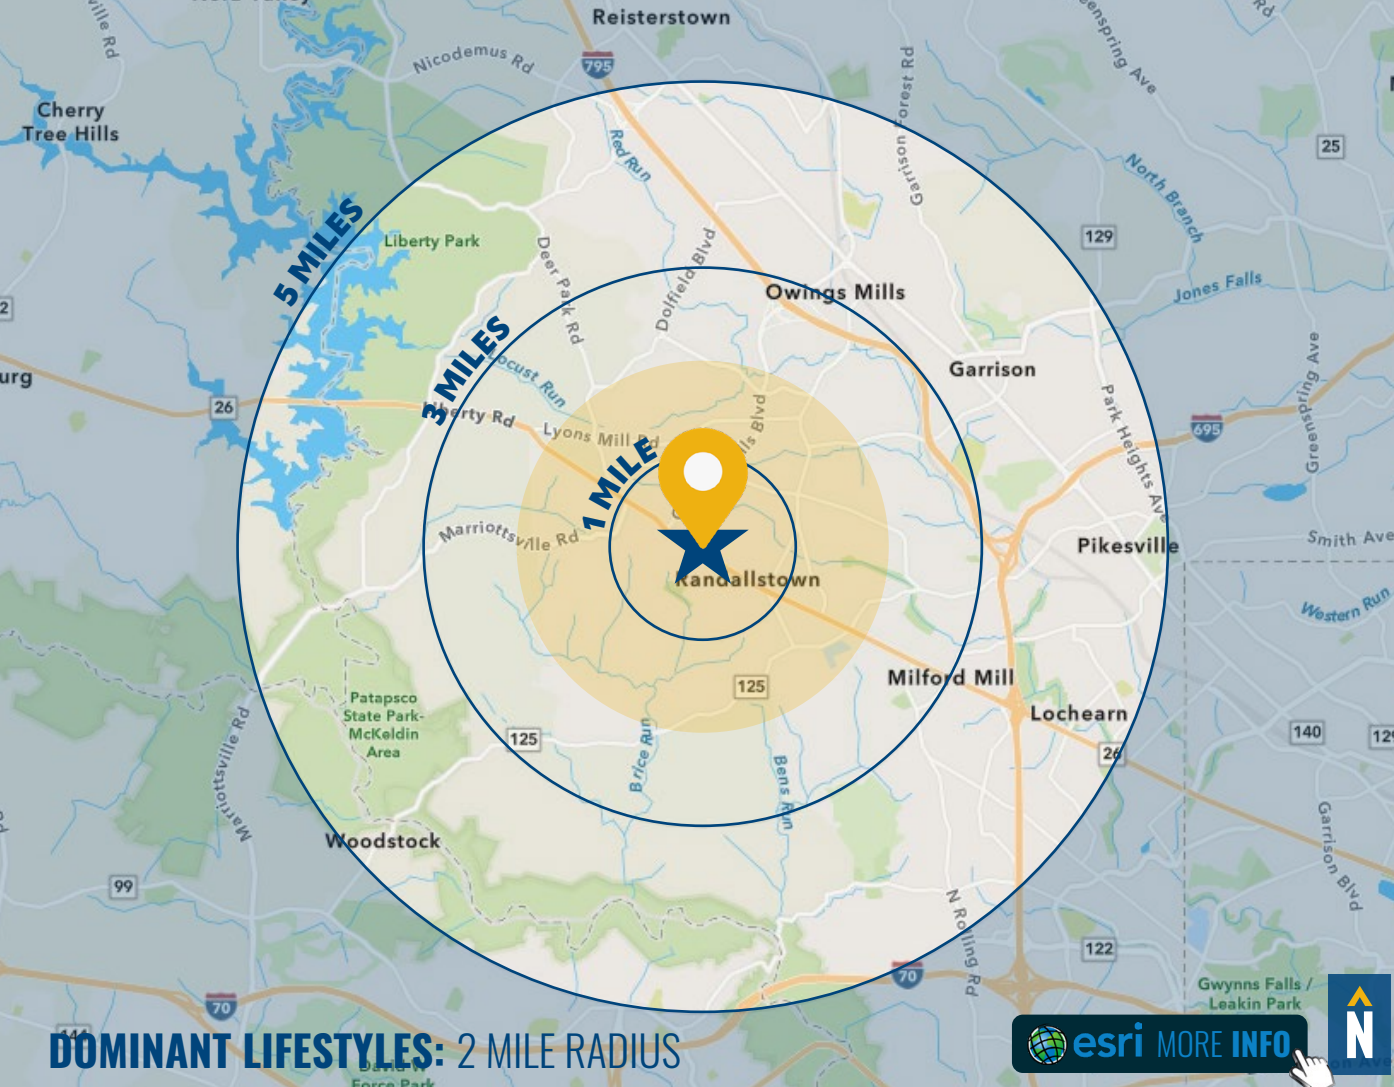 Reisterstown
Nicodemus Rd
795
Cherry
Tree Hills
Red Run
Garrison Forest Rd
25
North Branch
129
Jones Falls
5 MILES
Liberty Park
Deer Park Rd
Dolfield Blvd
Owings Mills
Greenspring Ave
Garrison
3 MILES
Locust Run
urg
26
Liberty Rd
Lyons Mill Rd
Park Heights Ave
695
1 MILE
Marriottsville Rd
Pikesville
Smith Ave
Randallstown
Western Run
Milford Mill
125
Patapsco
State Park-
McKeldin
Area
Lochearn
140
125
26
Brice Run
Bens Run
Marriottsville Rd
Woodstock
Garrison Blvd
99
N Rolling Rd
122
70
70
Gwynns Falls /
Leakin Park
DOMINANT LIFESTYLES: 2 MILE RADIUS
esri MORE INFO
N